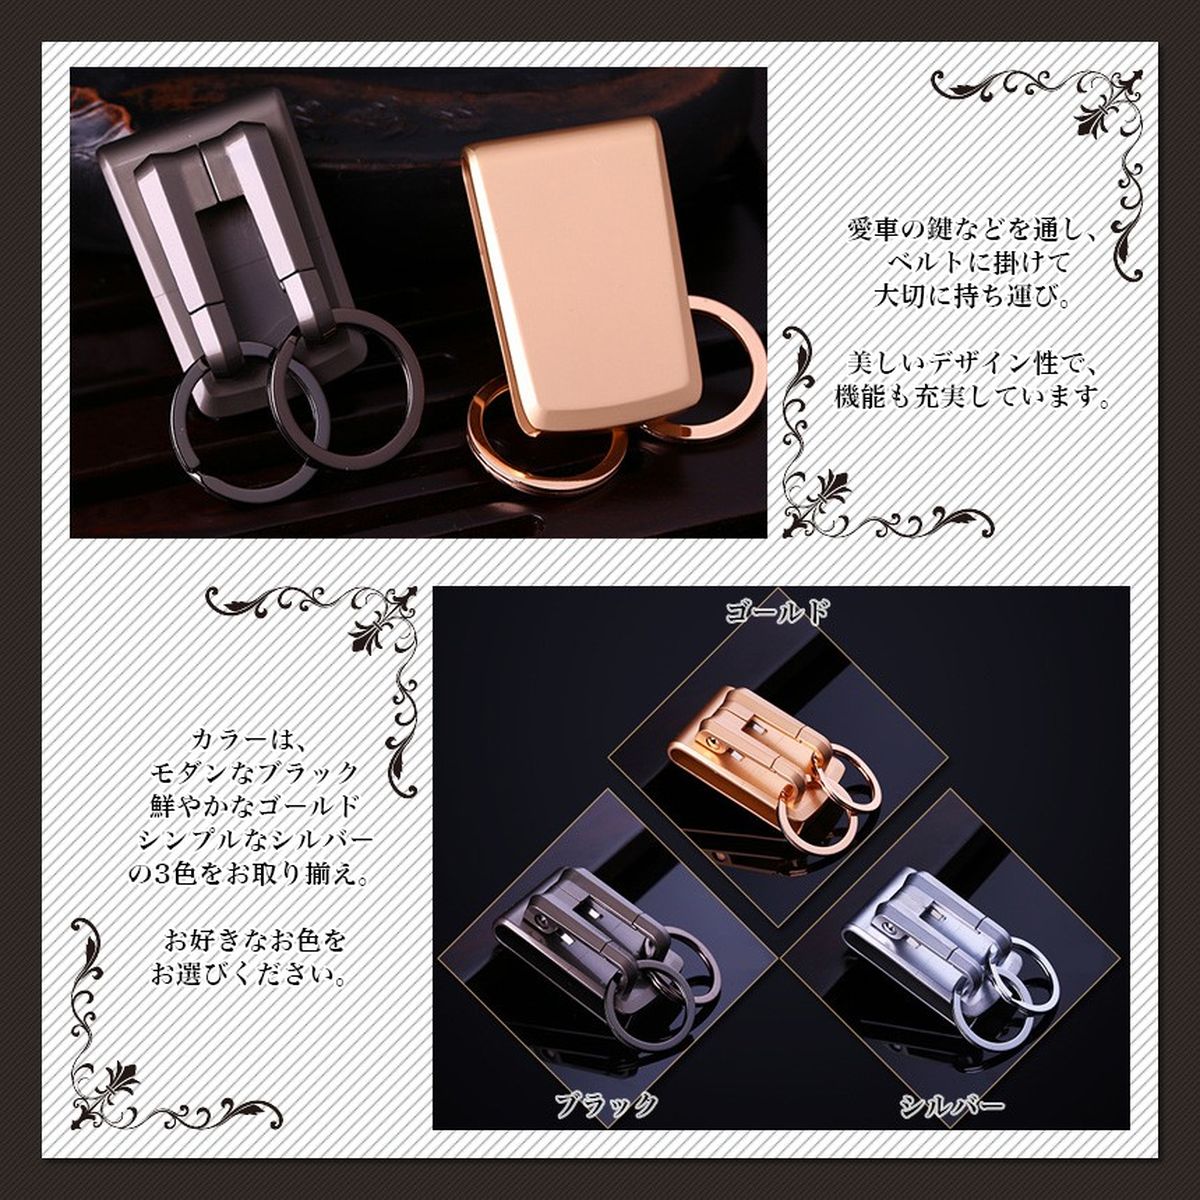 愛車の鍵などを通し、
ベルトに掛けて
大切に持ち運び。
美しいデザイン性で、
機能も充実しています。
カラーは、
モダンなブラック
鮮やかなゴールド
シンプルなシルバー
の3色をお取り揃え。
お好きなお色を
お選びください。
ゴールド
ブラック
シルバー